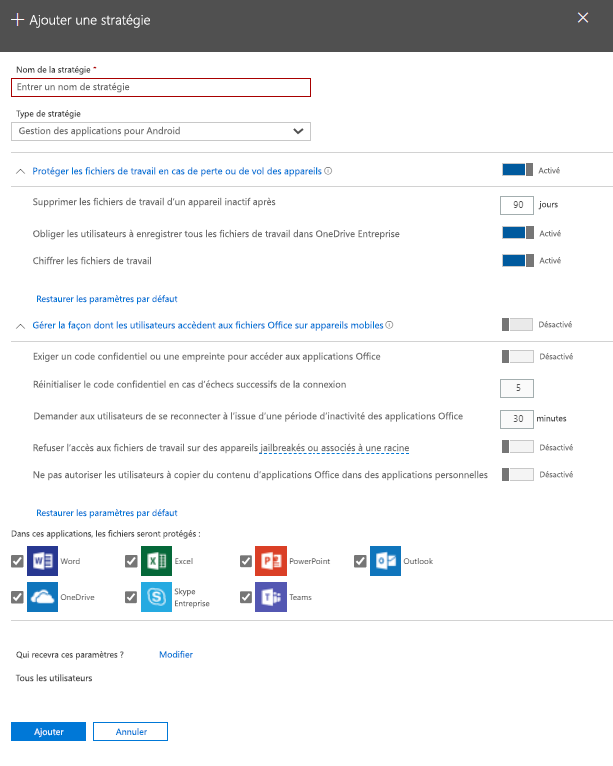 Ajouter une stratégie
Nom de la stratégie *
Entrer un nom de stratégie
Type de stratégie
Gestion des applications pour Android
Protéger les fichiers de travail en cas de perte ou de vol des appareils Activé
Supprimer les fichiers de travail d'un appareil inactif après 90 jours
Obliger les utilisateurs à enregistrer tous les fichiers de travail dans OneDrive Entreprise Activé
Chiffrer les fichiers de travail Activé
Restaurer les paramètres par défaut
Gérer la façon dont les utilisateurs accèdent aux fichiers Office sur appareils mobiles Désactivé
Exiger un code confidentiel ou une empreinte pour accéder aux applications Office Désactivé
Réinitialiser le code confidentiel en cas d'échecs successifs de la connexion 5
Demander aux utilisateurs de se reconnecter à l'issue d'une période d'inactivité des applications Office 30 minutes
Refuser l'accès aux fichiers de travail sur des appareils jailbreakés ou associés à une racine Désactivé
Ne pas autoriser les utilisateurs à copier du contenu d'applications Office dans des applications personnelles Désactivé
Restaurer les paramètres par défaut
Dans ces applications, les fichiers seront protégés :
Word Excel PowerPoint Outlook
OneDrive Skype Entreprise Teams
Qui recevra ces paramètres ? Modifier
Tous les utilisateurs
Ajouter Annuler